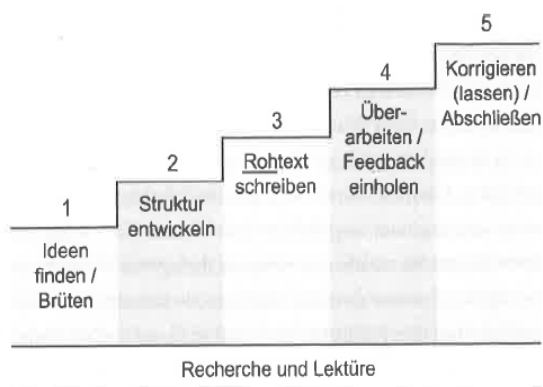 1
Ideen
finden /
Brüten
2
Struktur
entwickeln
3
Rohtext
schreiben
4
Über-
arbeiten /
Feedback
einholen
5
Korrigieren
(lassen) /
Abschließen
Recherche und Lektüre